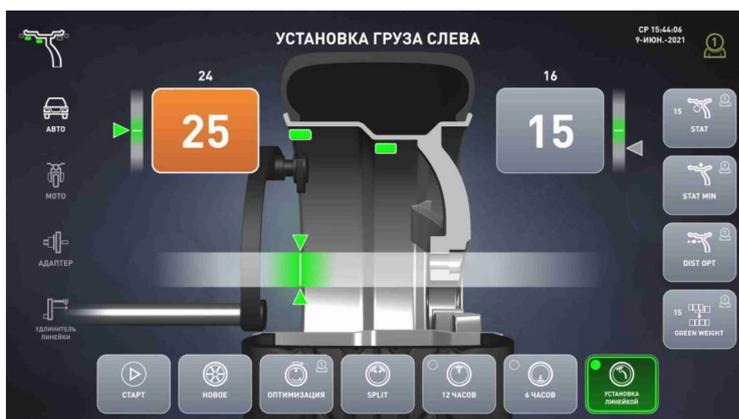 УСТАНОВКА ГРУЗА СЛЕВА
СР 15:44:06
9-ИЮН.-2021
1
24
16
25
15
АВТО
МОТО
АДАПТЕР
УДЛИНИТЕЛЬ
ЛИНЕЙКИ
15
STAT
STAT MIN
DIST OPT
15
GREEN WEIGHT
СТАРТ
НОВОЕ
ОПТИМИЗАЦИЯ
SPLIT
12 ЧАСОВ
6 ЧАСОВ
УСТАНОВКА
ЛИНЕЙКОЙ